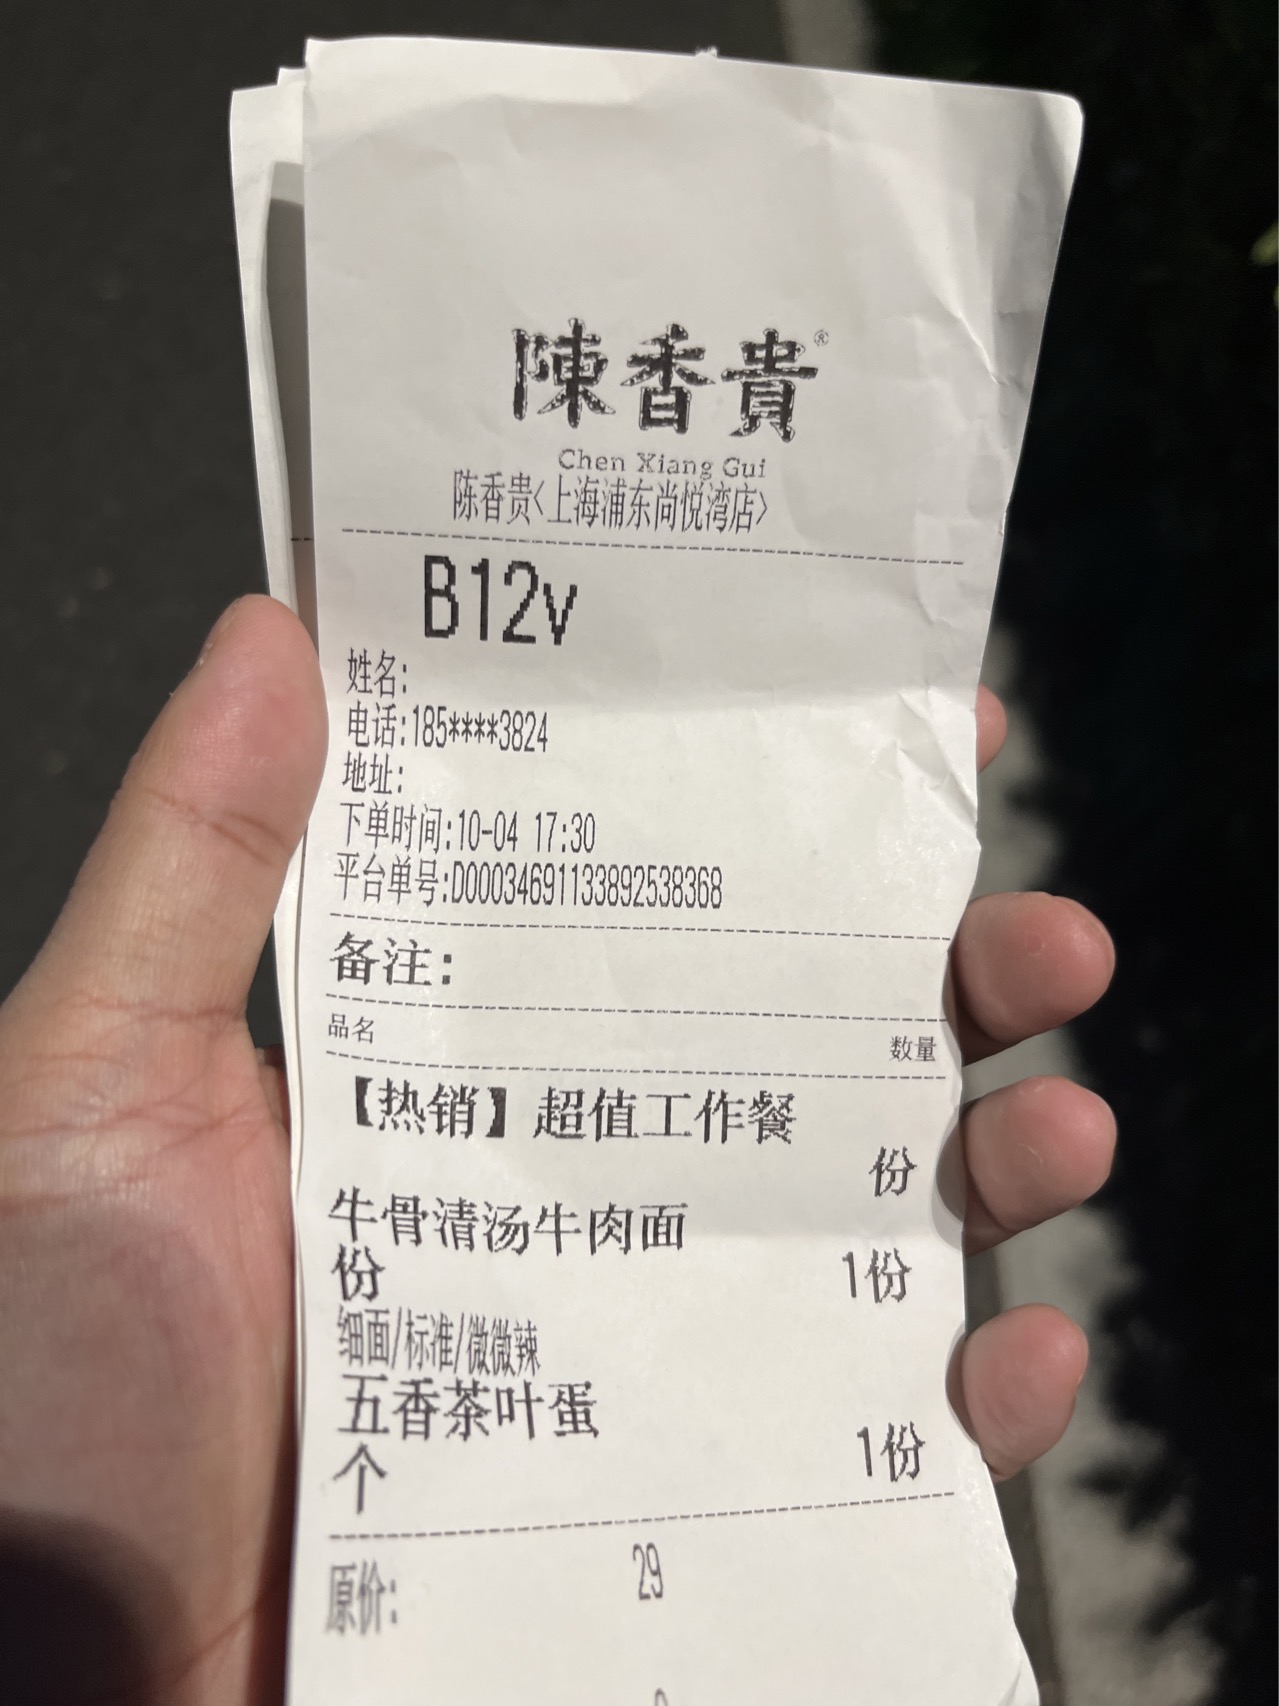 陳香貴®
Chen Xiang Gui
陈香贵<上海浦东尚悦湾店>
B12v
姓名:
电话:185****3824
地址:
下单时间:10-04 17:30
平台单号:D000346911133892538368
备注:
品名 数量
【热销】超值工作餐
份
牛骨清汤牛肉面
份 1份
细面/标准/微微辣
五香茶叶蛋
个 1份
原价: 29